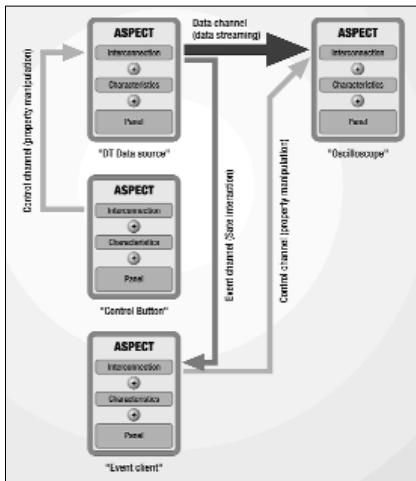 Data channel
(data streaming)
ASPECT
Interconnection
Characteristics
Panel
"DT Data source"
ASPECT
Interconnection
Characteristics
Panel
"Oscilloscope"
Control channel (property manipulation)
Event channel (Sate interaction)
Control channel (property manipulation)
ASPECT
Interconnection
Characteristics
Panel
"Control Button"
ASPECT
Interconnection
Characteristics
Panel
"Event client"